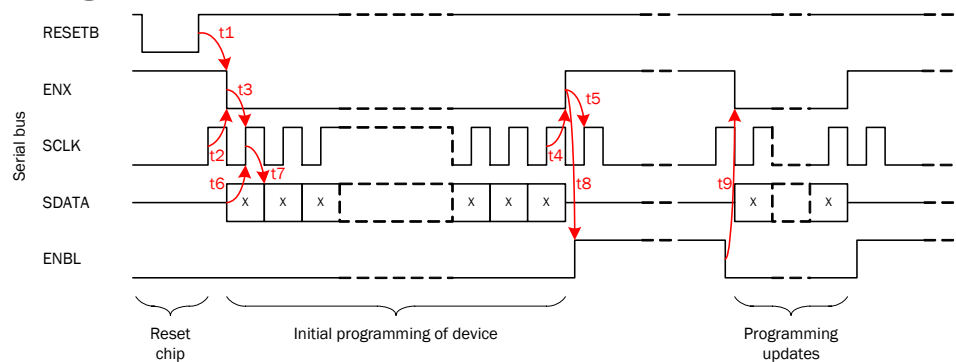 RESETB
t1
ENX
t3
t5
SCLK
t2
t4
t7
t6
t8
t9
SDATA
X X X X X X X X
ENBL
Serial bus
Reset
chip
Initial programming of device
Programming
updates